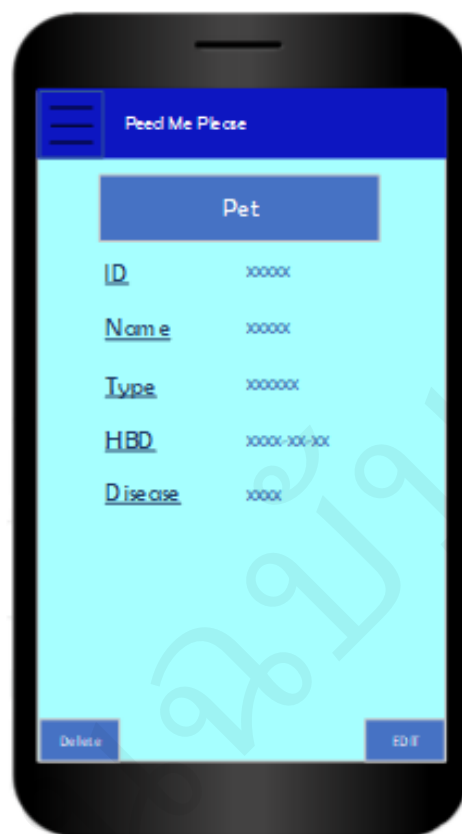 Peed Me Please
Pet
ID xxxxx
Name xxxxx
Type xxxxxx
HBD xxxx-xx-xx
Disease xxxx
Delete EDIT